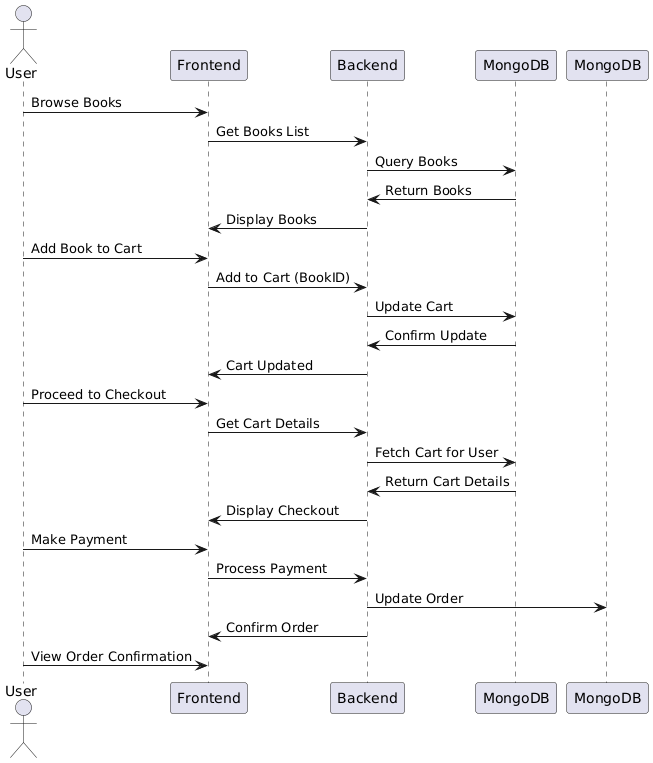 User
Frontend
Backend
MongoDB
MongoDB
Browse Books
Get Books List
Query Books
Return Books
Display Books
Add Book to Cart
Add to Cart (BookID)
Update Cart
Confirm Update
Cart Updated
Proceed to Checkout
Get Cart Details
Fetch Cart for User
Return Cart Details
Display Checkout
Make Payment
Process Payment
Update Order
Confirm Order
View Order Confirmation
User
Frontend
Backend
MongoDB
MongoDB